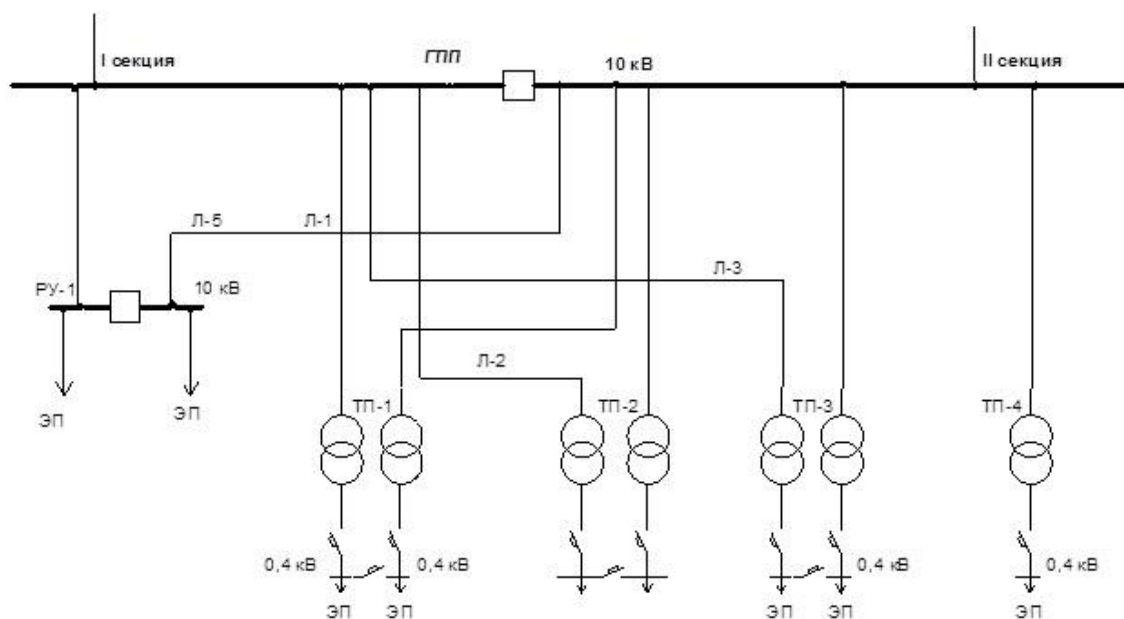 I секция
ГПП
10 кВ
II секция
Л-5
Л-1
Л-3
РУ-1
10 кВ
Л-2
ЭП
ЭП
ТП-1
ТП-2
ТП-3
ТП-4
0,4 кВ
0,4 кВ
0,4 кВ
0,4 кВ
ЭП
ЭП
ЭП
ЭП
ЭП